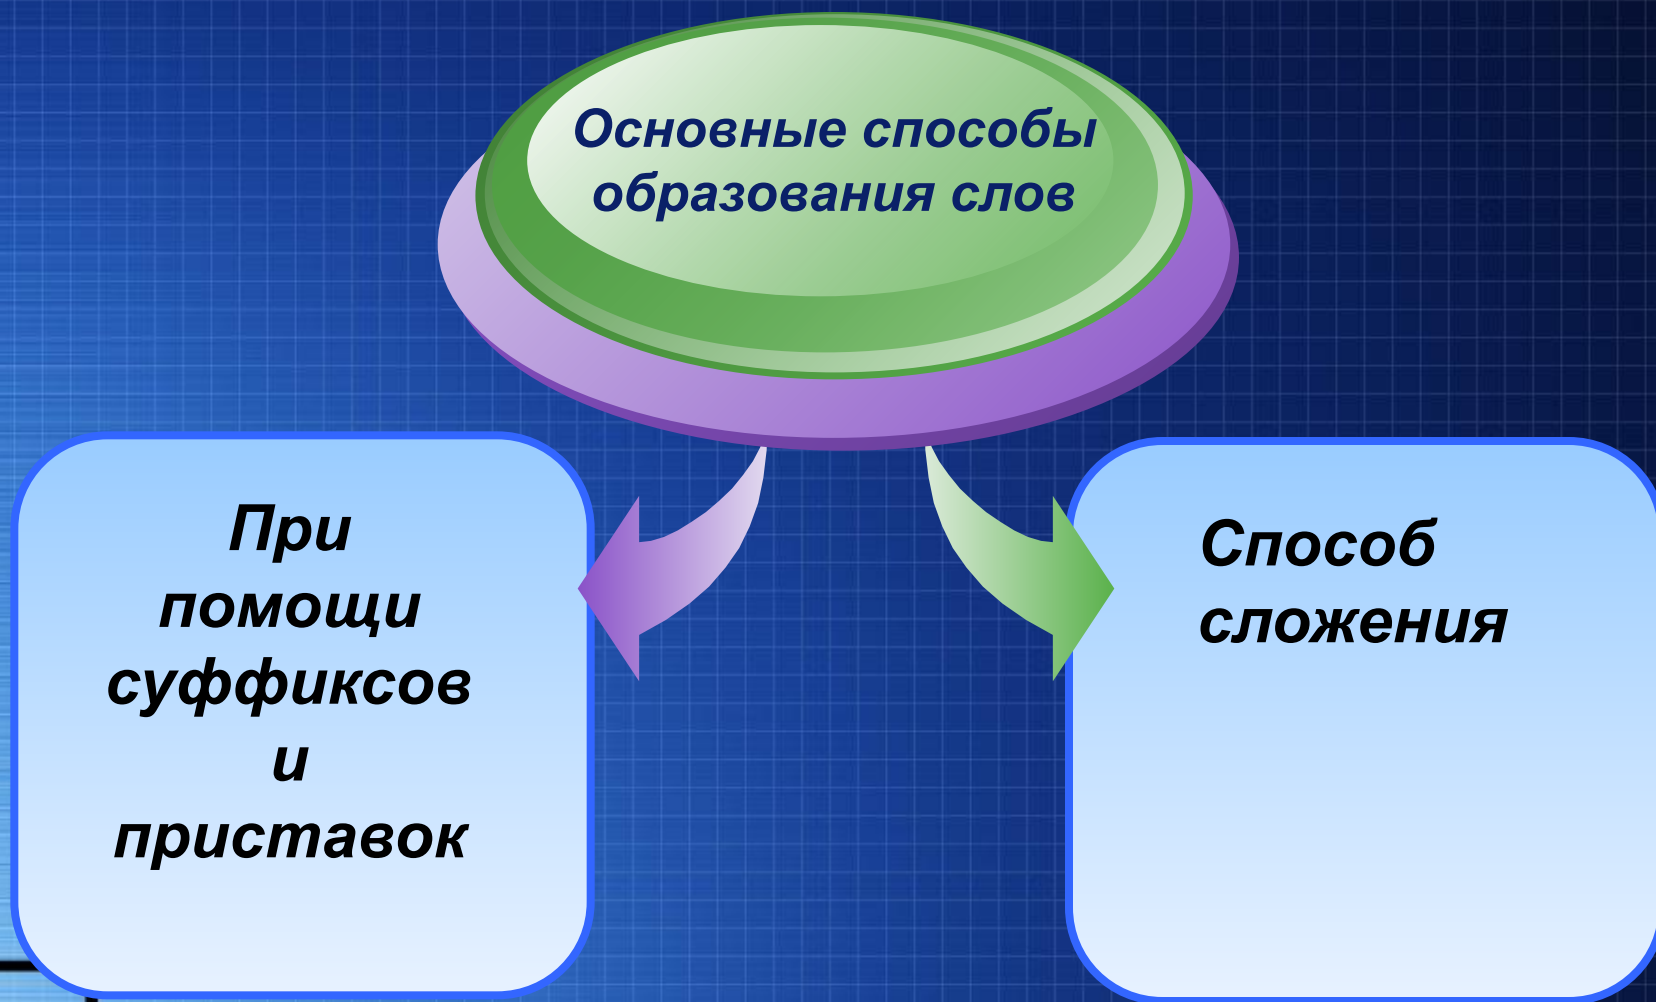 Основные способы
образования слов
При
помощи
суффиксов
и
приставок
Способ
сложения